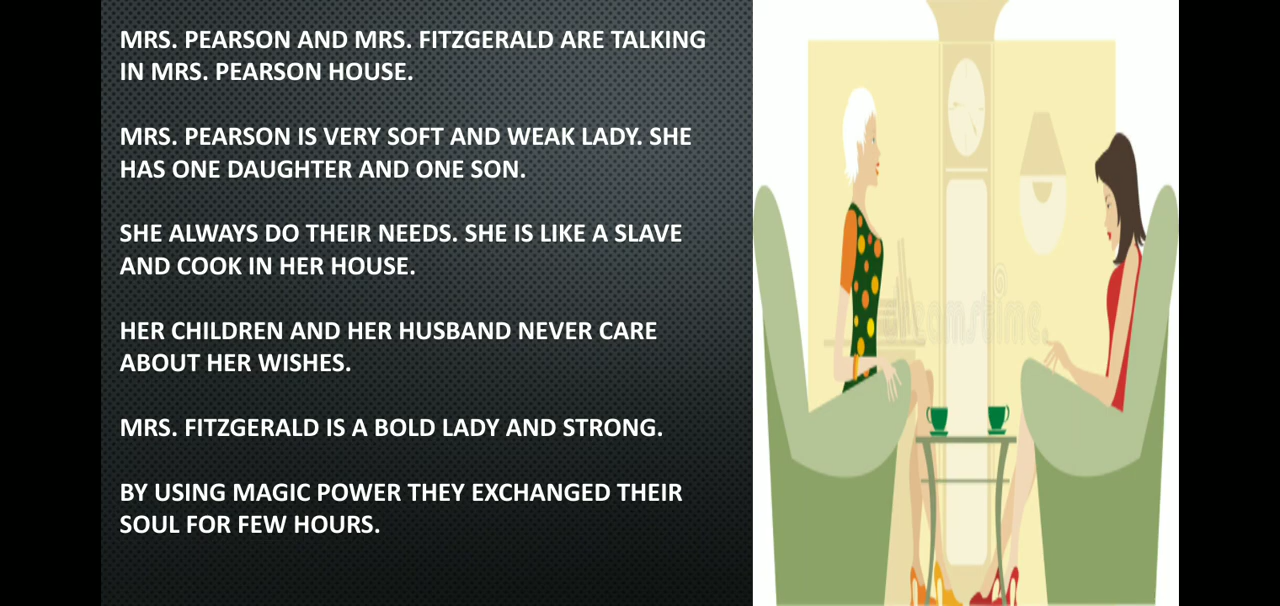 MRS. PEARSON AND MRS. FITZGERALD ARE TALKING
IN MRS. PEARSON HOUSE.
MRS. PEARSON IS VERY SOFT AND WEAK LADY. SHE
HAS ONE DAUGHTER AND ONE SON.
SHE ALWAYS DO THEIR NEEDS. SHE IS LIKE A SLAVE
AND COOK IN HER HOUSE.
HER CHILDREN AND HER HUSBAND NEVER CARE
ABOUT HER WISHES.
MRS. FITZGERALD IS A BOLD LADY AND STRONG.
BY USING MAGIC POWER THEY EXCHANGED THEIR
SOUL FOR FEW HOURS.